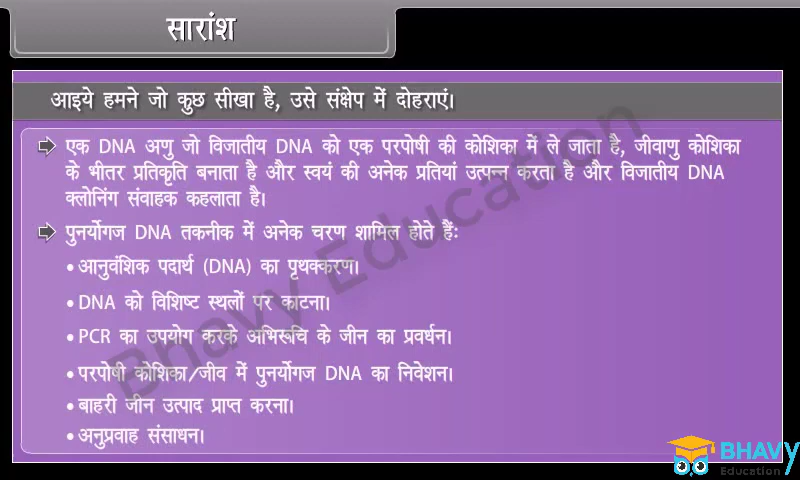 सारांश
आइये हमने जो कुछ सीखा है, उसे संक्षेप में दोहराएं।
एक DNA अणु जो विजातीय DNA को एक परपोषी की कोशिका में ले जाता है, जीवाणु कोशिका
के भीतर प्रतिकृति बनाता है और स्वयं की अनेक प्रतियां उत्पन्न करता है और विजातीय DNA
क्लोनिंग संवाहक कहलाता है।
पुनर्योगज DNA तकनीक में अनेक चरण शामिल होते हैं:
• आनुवंशिक पदार्थ (DNA) का पृथक्करण।
• DNA को विशिष्ट स्थलों पर काटना।
• PCR का उपयोग करके अभिरूचि के जीन का प्रवर्धन।
• परपोषी कोशिका/जीव में पुनर्योगज DNA का निवेशन।
• बाहरी जीन उत्पाद प्राप्त करना।
• अनुप्रवाह संसाधन।
Bhavy Education
BHAVY
Education